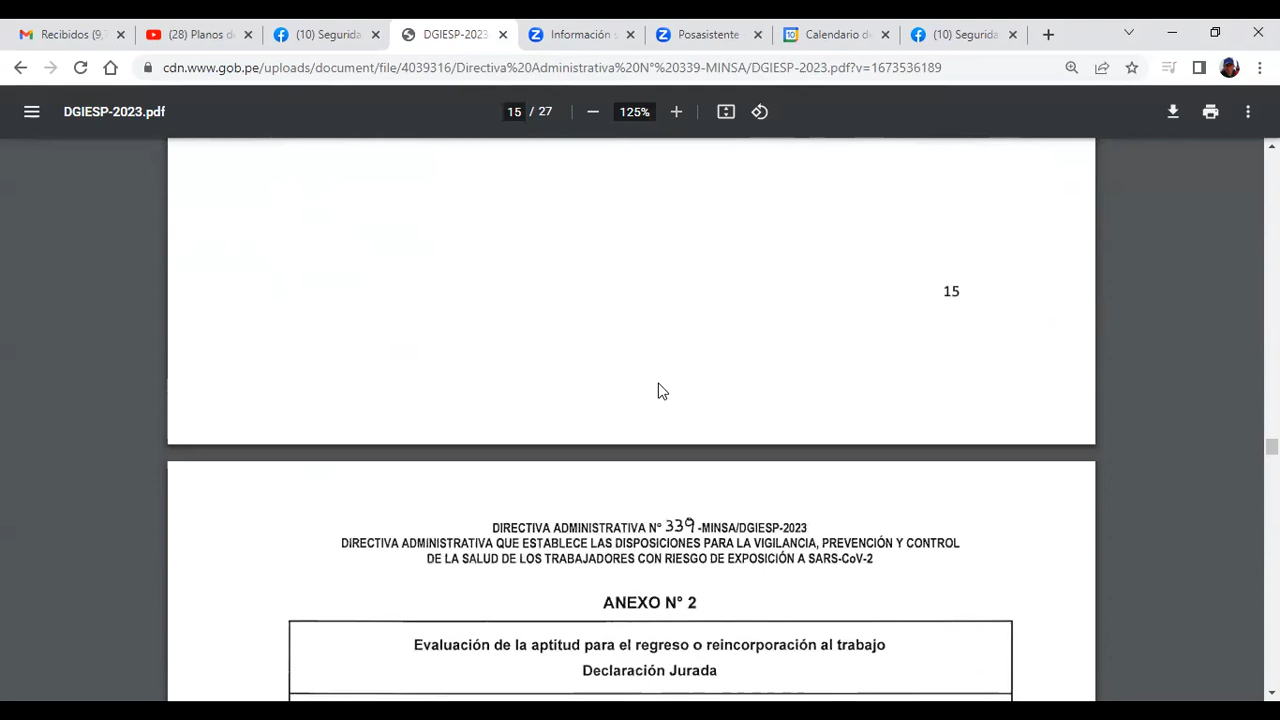 Recibidos (9,
(28) Planos de
(10) Segurida
DGIESP-2023
Información s
Posasistente
Calendario de
(10) Segurida
cdn.www.gob.pe/uploads/document/file/4039316/Directiva%20Administrativa%20N°%20339-MINSA/DGIESP-2023.pdf?v=1673536189
DGIESP-2023.pdf
15 / 27
125%
15
DIRECTIVA ADMINISTRATIVA N° 339 -MINSA/DGIESP-2023
DIRECTIVA ADMINISTRATIVA QUE ESTABLECE LAS DISPOSICIONES PARA LA VIGILANCIA, PREVENCIÓN Y CONTROL
DE LA SALUD DE LOS TRABAJADORES CON RIESGO DE EXPOSICIÓN A SARS-CoV-2
ANEXO N° 2
Evaluación de la aptitud para el regreso o reincorporación al trabajo
Declaración Jurada